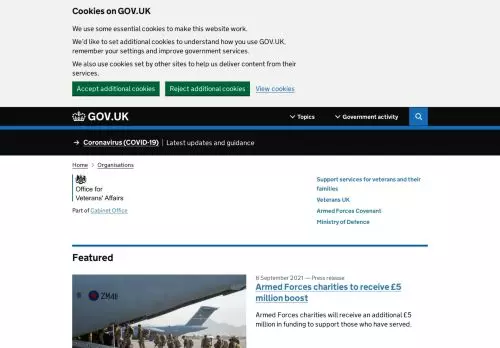 Cookies on GOV.UK
We use some essential cookies to make this website work.
We'd like to set additional cookies to understand how you use GOV.UK,
remember your settings and improve government services.
We also use cookies set by other sites to help us deliver content from their
services.
Accept additional cookies Reject additional cookies View cookies
GOV.UK Topics Government activity
→ Coronavirus (COVID-19) Latest updates and guidance
Home > Organisations
Office for
Veterans' Affairs
Part of Cabinet Office
Support services for veterans and their
families
Veterans UK
Armed Forces Covenant
Ministry of Defence
Featured
ZM416
6 September 2021 — Press release
Armed Forces charities to receive £5
million boost
Armed Forces charities will receive an additional £5
million in funding to support those who have served.